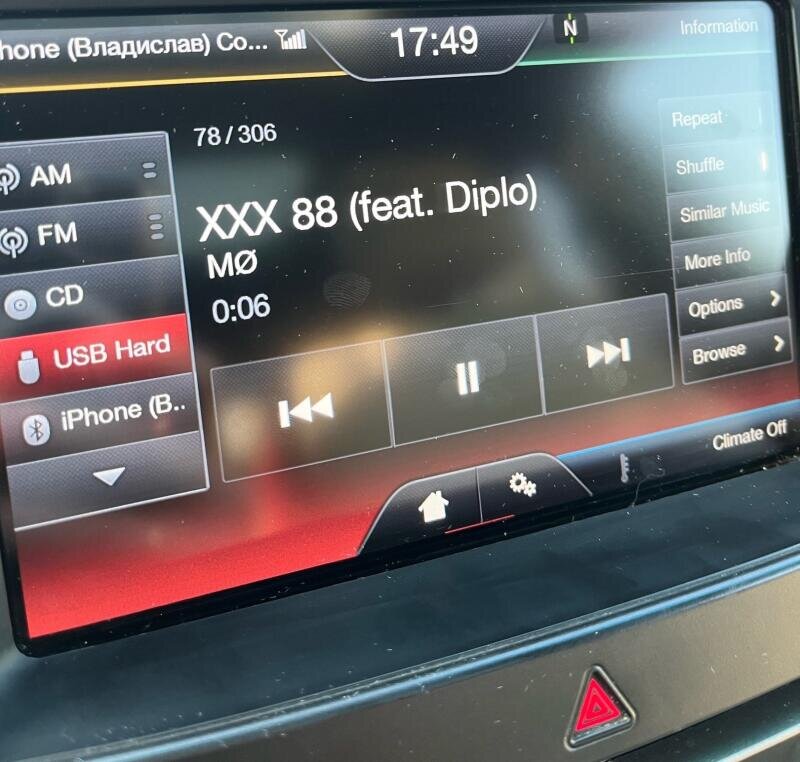 hone (Владислав) Co...
17:49
N
Information
AM
FM
CD
USB Hard
iPhone (B..
78 / 306
XXX 88 (feat. Diplo)
MØ
0:06
Repeat
Shuffle
Similar Music
More Info
Options
Browse
Climate Off